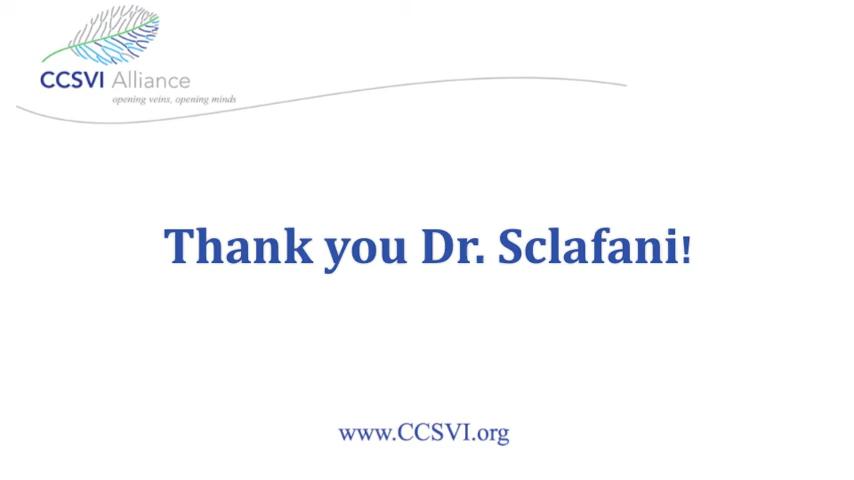 CCSVI Alliance
opening veins, opening minds
Thank you Dr. Sclafani!
www.CCSVI.org